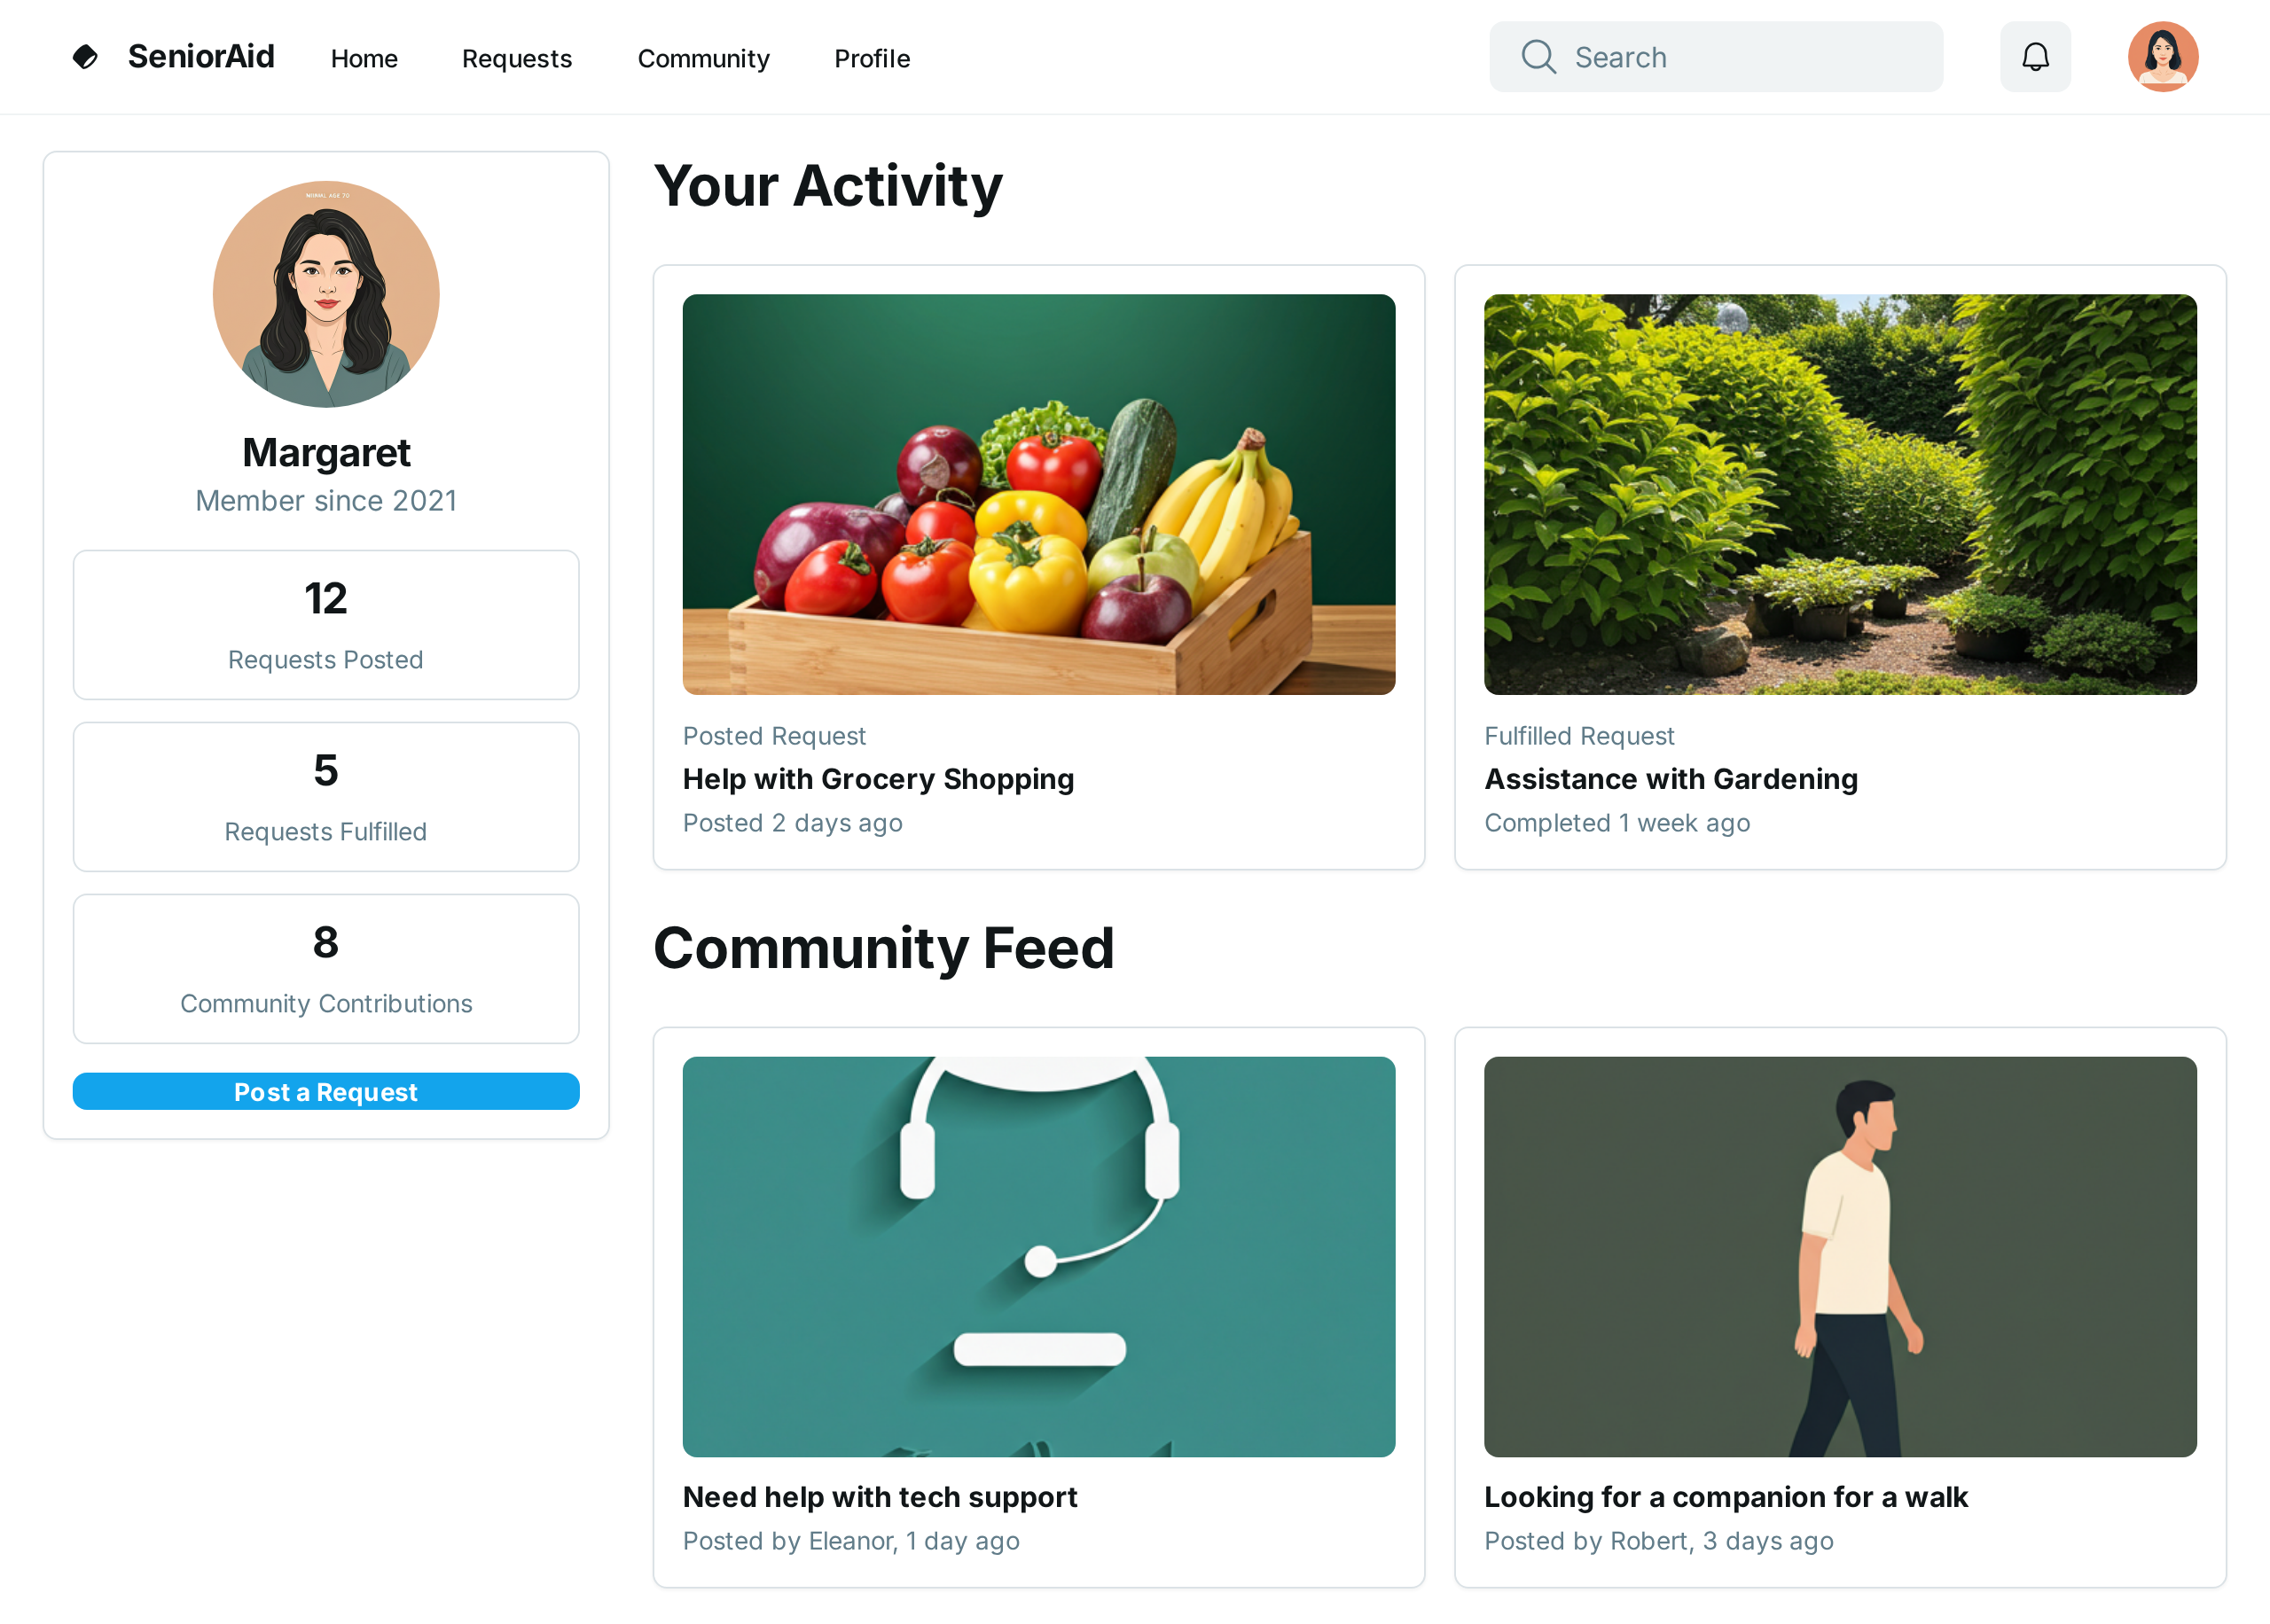 SeniorAid
Home
Requests
Community
Profile
Search
Margaret
Member since 2021
12
Requests Posted
5
Requests Fulfilled
8
Community Contributions
Post a Request
Your Activity
Posted Request
Help with Grocery Shopping
Posted 2 days ago
Fulfilled Request
Assistance with Gardening
Completed 1 week ago
Community Feed
Need help with tech support
Posted by Eleanor, 1 day ago
Looking for a companion for a walk
Posted by Robert, 3 days ago